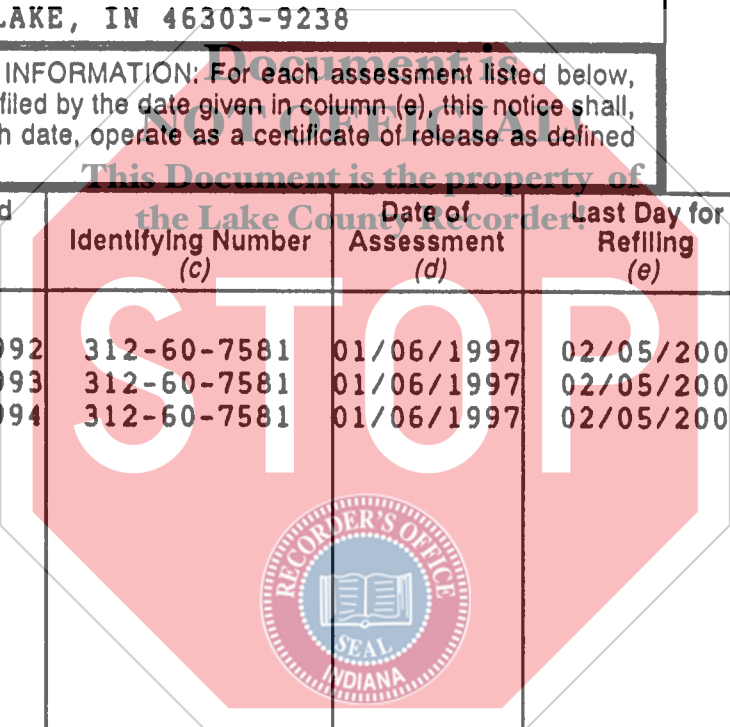 LAKE, IN 46303-9238
INFORMATION: For each assessment listed below,
filed by the date given in column (e), this notice shall,
h date, operate as a certificate of release as defined
Document is
NOT OFFICIAL!
This Document is the property of
the Lake County Recorder!
d
Identifying Number
(c)
Date of
Assessment
(d)
Last Day for
Refiling
(e)
992 312-60-7581 01/06/1997 02/05/200
993 312-60-7581 01/06/1997 02/05/200
994 312-60-7581 01/06/1997 02/05/200
STOP
RECORDER'S OFFICE
SEAL
INDIANA